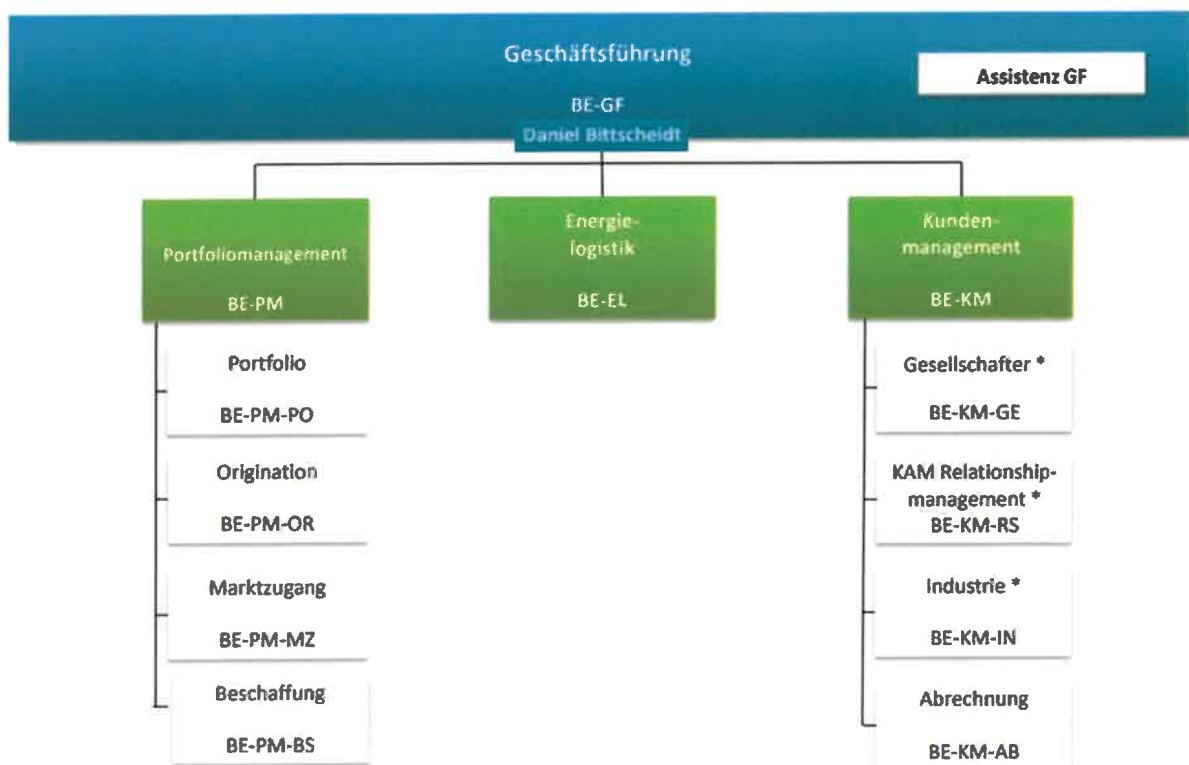 Geschäftsführung
Assistenz GF
BE-GF
Daniel Bittscheidt
Portfoliomanagement
BE-PM
Energie-
logistik
BE-EL
Kunden-
management
BE-KM
Portfolio
BE-PM-PO
Origination
BE-PM-OR
Marktzugang
BE-PM-MZ
Beschaffung
BE-PM-BS
Gesellschafter *
BE-KM-GE
KAM Relationship-
management *
BE-KM-RS
Industrie *
BE-KM-IN
Abrechnung
BE-KM-AB